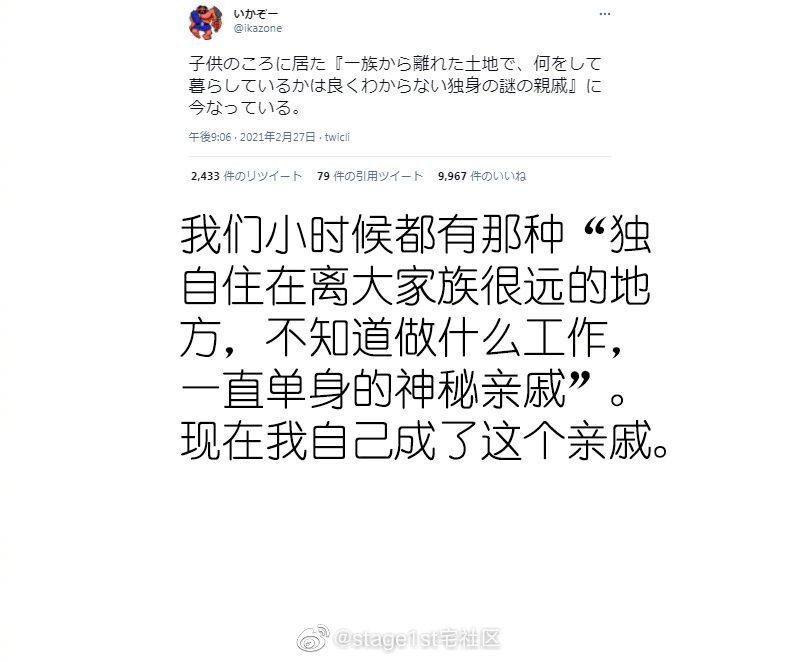 いかぞー
@ikazone
子供のころに居た『一族から離れた土地で、何をして
暮らしているかは良くわからない独身の謎の親戚』に
今なっている。
午後9:06 · 2021年2月27日 · twicli
2,433 件のリツイート 79 件の引用ツイート 9,967 件のいいね
我们小时候都有那种“独
自住在离大家族很远的地
方，不知道做什么工作，
一直单身的神秘亲戚”。
现在我自己成了这个亲戚。
@stage1st宅社区